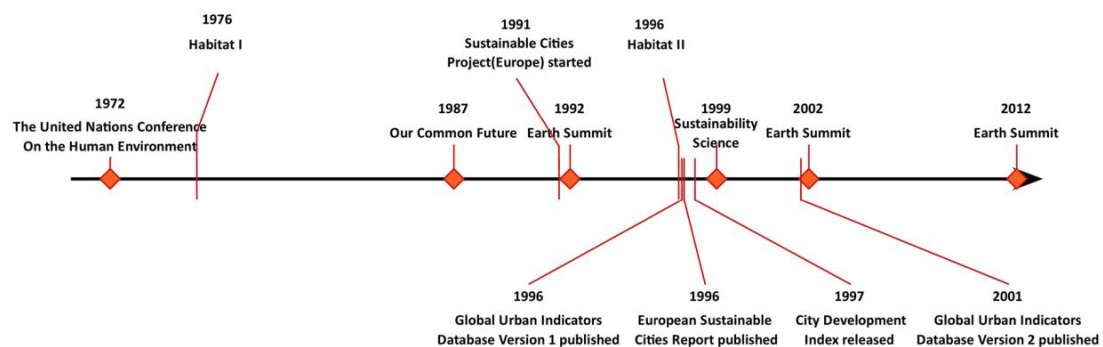 1976
Habitat I
1991
Sustainable Cities
Project(Europe) started
1996
Habitat II
1972
The United Nations Conference
On the Human Environment
1987
Our Common Future
1992
Earth Summit
1999
Sustainability
Science
2002
Earth Summit
2012
Earth Summit
1996
Global Urban Indicators
Database Version 1 published
1996
European Sustainable
Cities Report published
1997
City Development
Index released
2001
Global Urban Indicators
Database Version 2 published